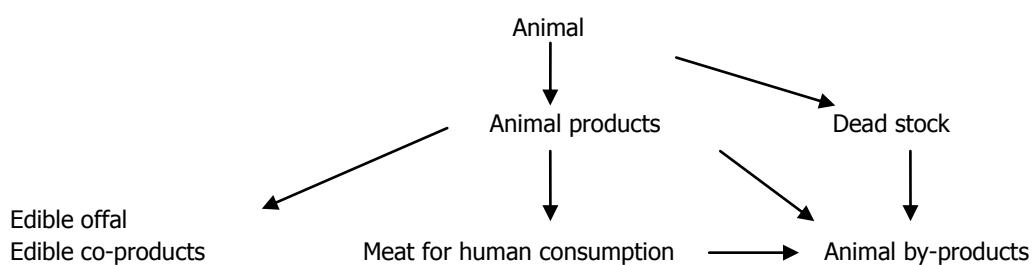 Animal
Animal products
Dead stock
Edible offal
Edible co-products
Meat for human consumption
Animal by-products